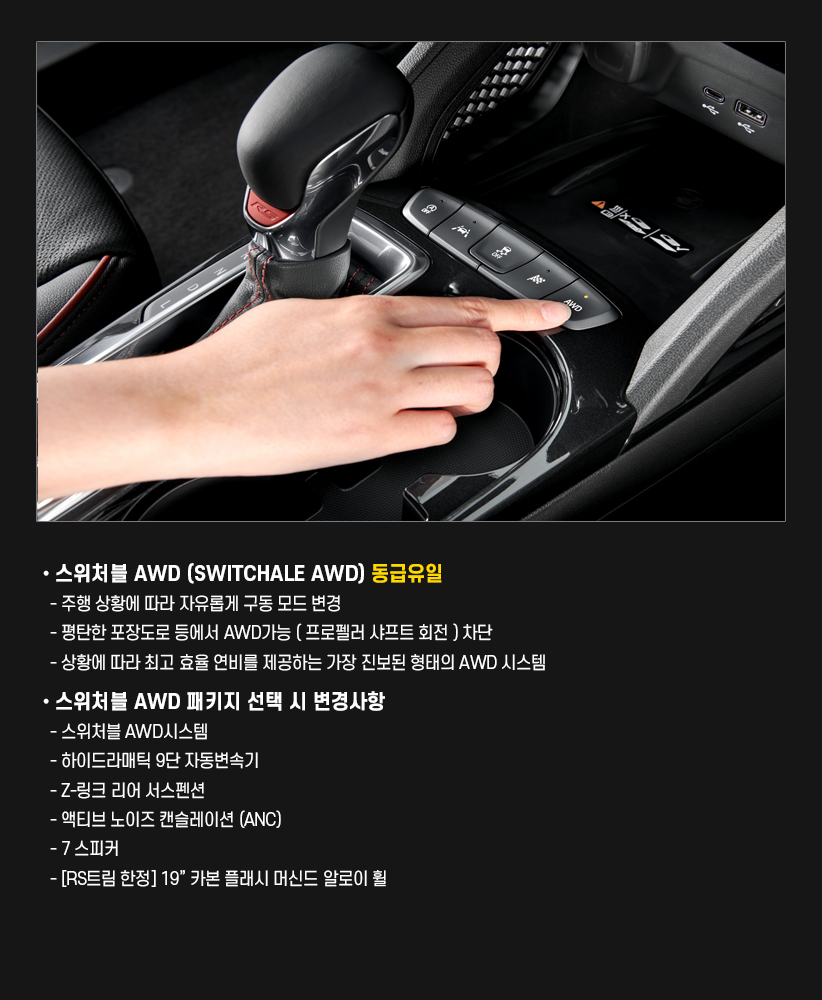 RS
OFF
OFF
AWD
N D L
• 스위처블 AWD (SWITCHALE AWD) 동급유일
- 주행 상황에 따라 자유롭게 구동 모드 변경
- 평탄한 포장도로 등에서 AWD가능 ( 프로펠러 샤프트 회전 ) 차단
- 상황에 따라 최고 효율 연비를 제공하는 가장 진보된 형태의 AWD 시스템
• 스위처블 AWD 패키지 선택 시 변경사항
- 스위처블 AWD시스템
- 하이드라매틱 9단 자동변속기
- Z-링크 리어 서스펜션
- 액티브 노이즈 캔슬레이션 (ANC)
- 7 스피커
- [RS트림 한정] 19” 카본 플래시 머신드 알로이 휠